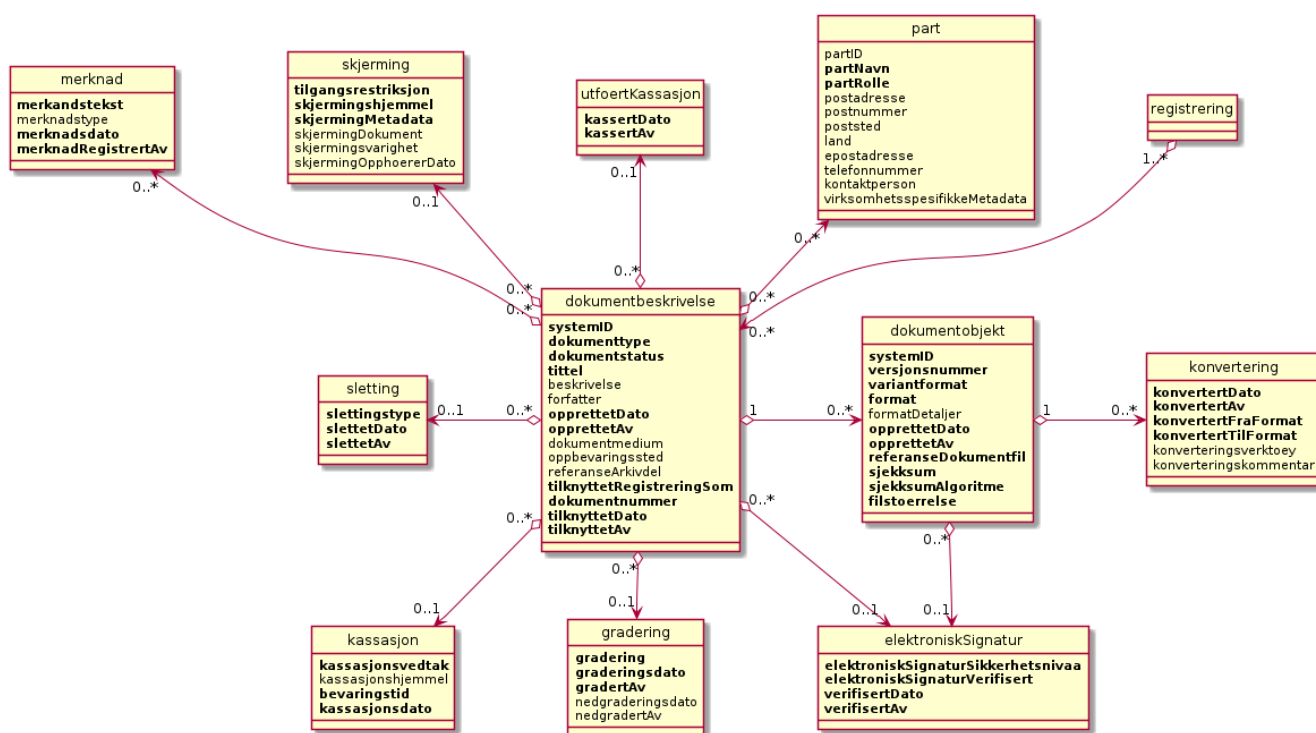 merknad
merkandstekst
merknadstype
merknadsdato
merknadRegistrertAv
0..*
skjerming
tilgangsrestriksjon
skjermingshjemmel
skjermingMetadata
skjermingDokument
skjermingsvarighet
skjermingOpphoererDato
0..1
utfoertKassasjon
kassertDato
kassertAv
0..1
part
partID
partNavn
partRolle
postadresse
postnummer
poststed
land
epostadresse
telefonnummer
kontaktperson
virksomhetsspesifikkeMetadata
0..*
registrering
1..*
0..*
0..*
0..*
0..*
0..*
dokumentbeskrivelse
systemID
dokumenttype
dokumentstatus
tittel
beskrivelse
forfatter
opprettetDato
opprettetAv
dokumentmedium
oppbevaringssted
referanseArkivdel
tilknyttetRegistreringSom
dokumentnummer
tilknyttetDato
tilknyttetAv
sletting
slettingstype
slettetDato
slettetAv
0..1
0..*
1
0..*
dokumentobjekt
systemID
versjonsnummer
variantformat
format
formatDetaljer
opprettetDato
opprettetAv
referanseDokumentfil
sjekksum
sjekksumAlgoritme
filstoerrelse
1
0..*
konvertering
konvertertDato
konvertertAv
konvertertFraFormat
konvertertTilFormat
konverteringsverktoey
konverteringskommentar
0..*
0..*
0..*
0..*
0..1
0..1
0..1
0..1
kassasjon
kassasjonsvedtak
kassasjonshjemmel
bevaringstid
kassasjonsdato
gradering
gradering
graderingsdato
gradertAv
nedgraderingsdato
nedgradertAv
elektroniskSignatur
elektroniskSignaturSikkerhetsnivaa
elektroniskSignaturVerifisert
verifisertDato
verifisertAv